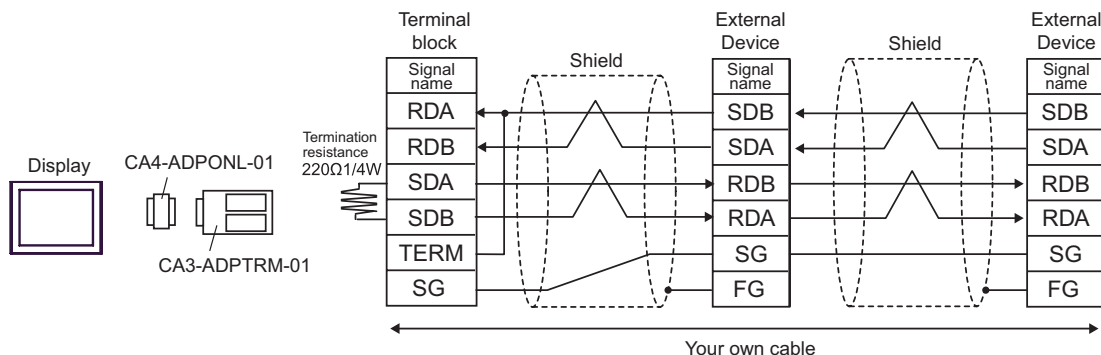 Terminal
block
External
Device
External
Device
Shield
Shield
Signal
name
Signal
name
Signal
name
RDA
SDB
SDB
RDB
SDA
SDA
Termination
resistance
220Ω1/4W
SDA
RDB
RDB
SDB
RDA
RDA
TERM
SG
SG
SG
FG
FG
Display
CA4-ADPONL-01
CA3-ADPTRM-01
Your own cable